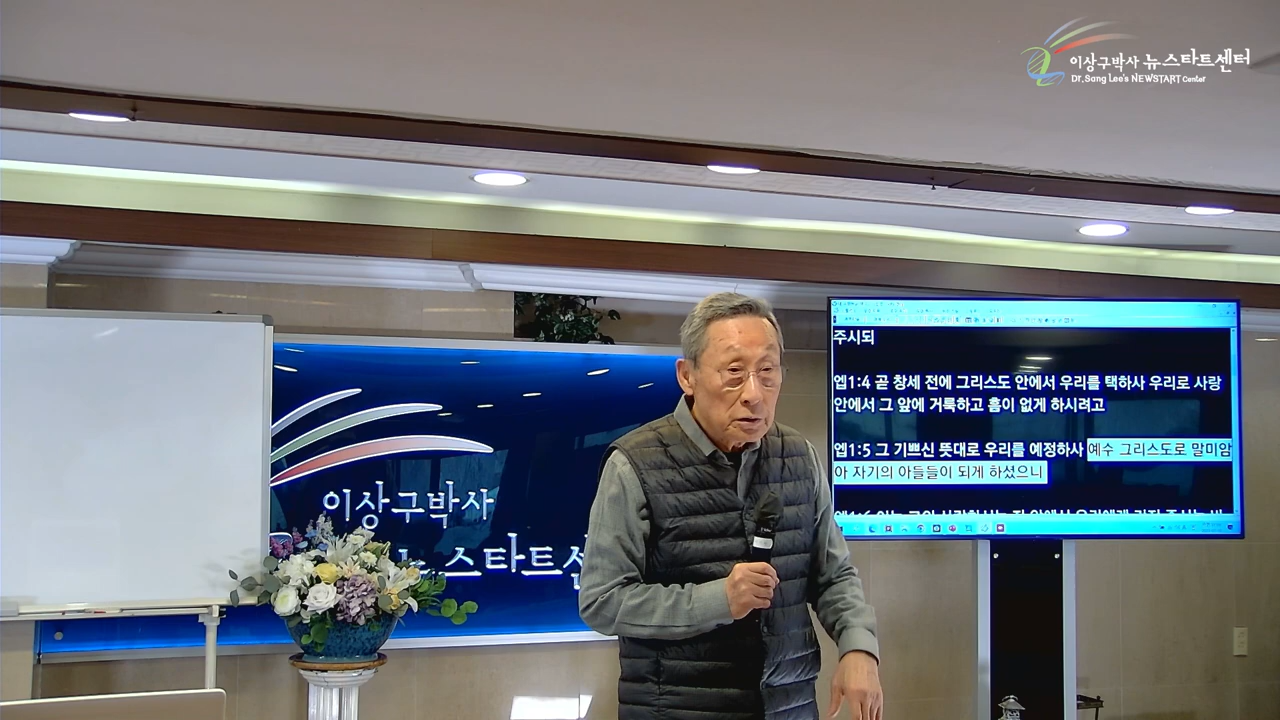 이상구박사 뉴스타트센터
Dr. Sang Lee's NEWSTART Center
주시되
엡1:4 곧 창세 전에 그리스도 안에서 우리를 택하사 우리로 사랑
안에서 그 앞에 거룩하고 흠이 없게 하시려고
엡1:5 그 기쁘신 뜻대로 우리를 예정하사 예수 그리스도로 말미암
아 자기의 아들들이 되게 하셨으니
이상구박사
뉴스타트센